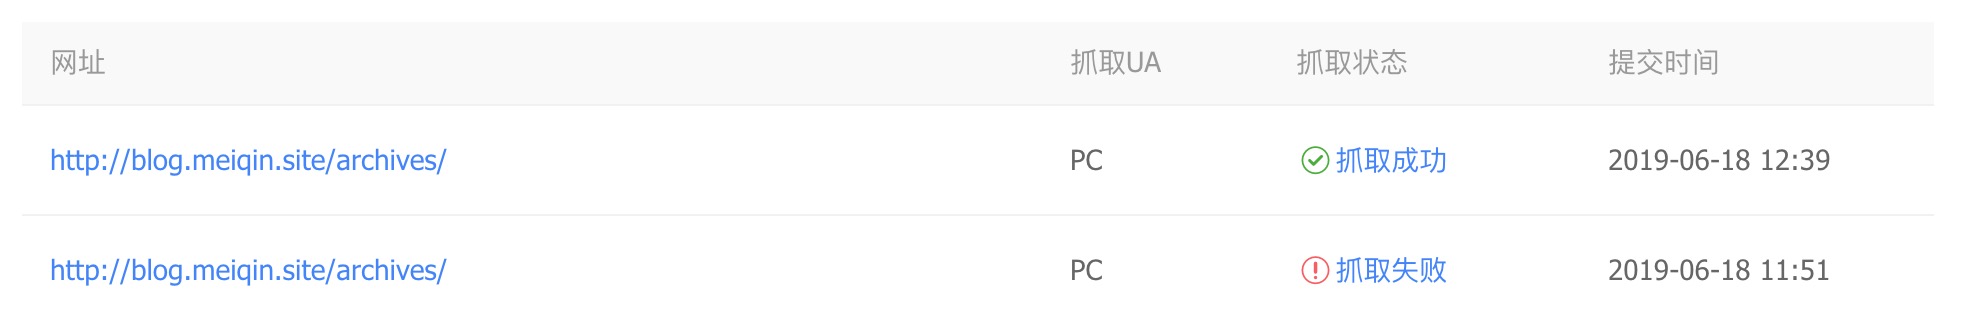 网址 抓取UA 抓取状态 提交时间
http://blog.meiqin.site/archives/ PC 抓取成功 2019-06-18 12:39
http://blog.meiqin.site/archives/ PC 抓取失败 2019-06-18 11:51